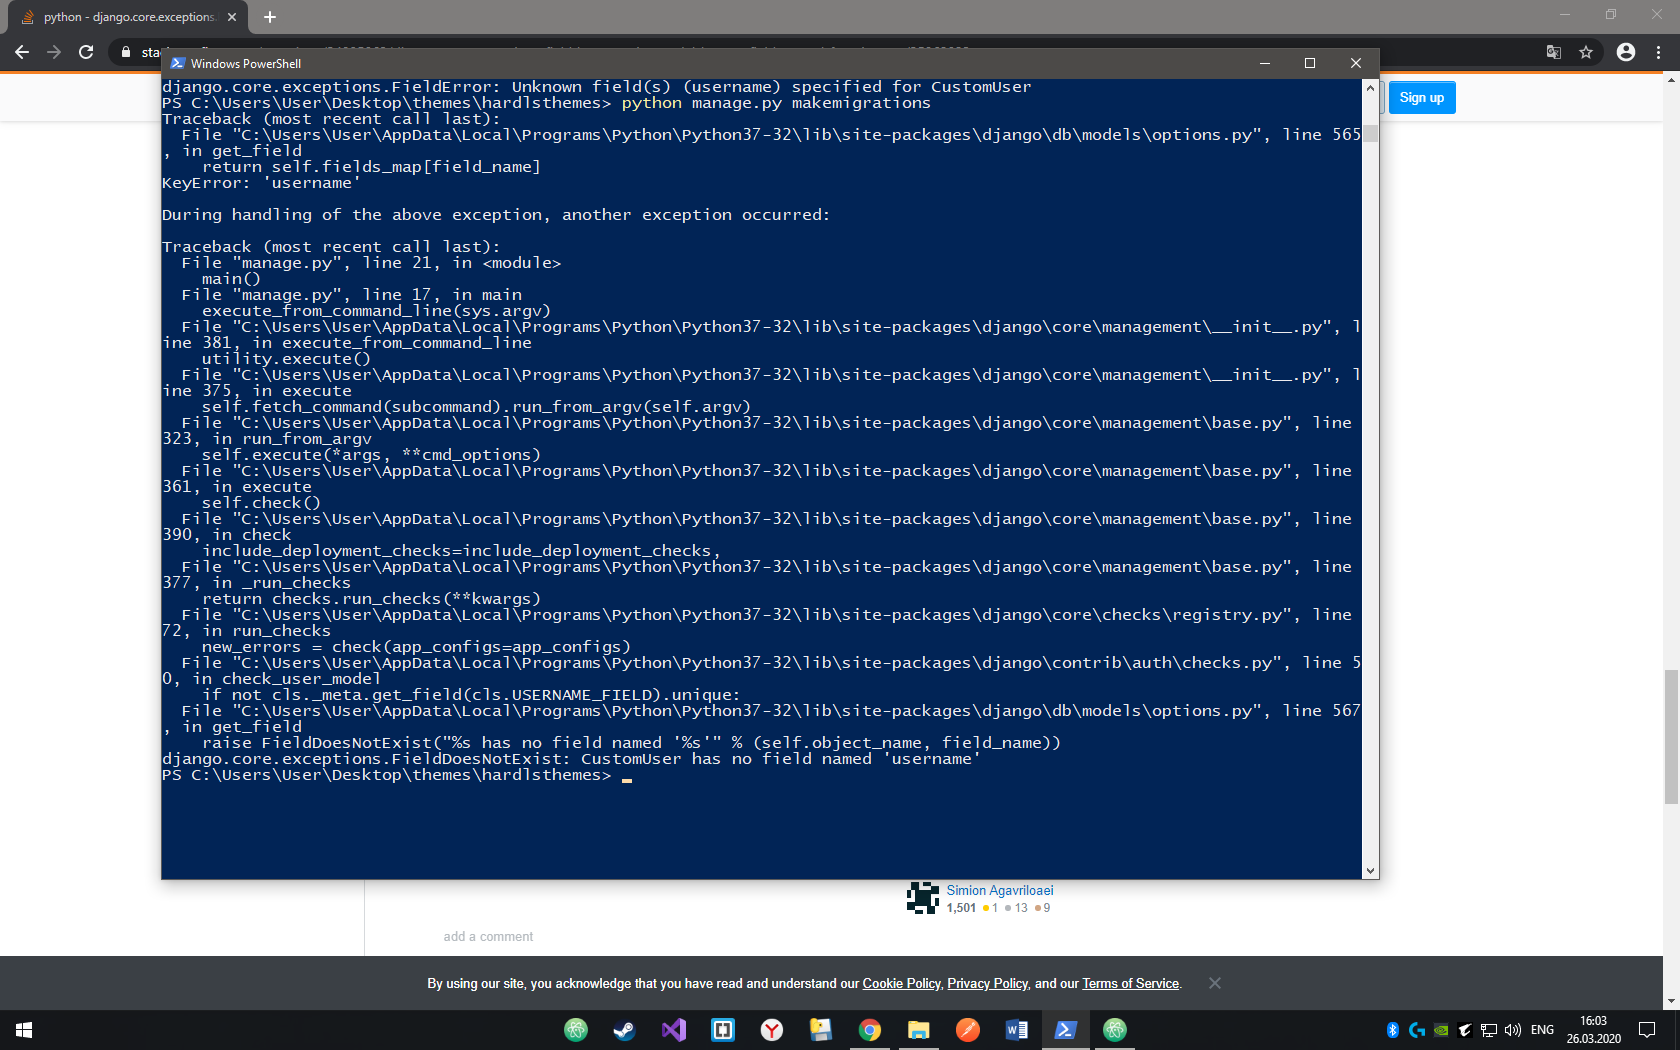 python - django.core.exceptions.
Windows PowerShell
django.core.exceptions.FieldError: Unknown field(s) (username) specified for CustomUser
PS C:\Users\User\Desktop\themes\hardlsthemes> python manage.py makemigrations
Traceback (most recent call last):
  File "C:\Users\User\AppData\Local\Programs\Python\Python37-32\lib\site-packages\django\db\models\options.py", line 565
, in get_field
    return self.fields_map[field_name]
KeyError: 'username'
During handling of the above exception, another exception occurred:
Traceback (most recent call last):
  File "manage.py", line 21, in <module>
    main()
  File "manage.py", line 17, in main
    execute_from_command_line(sys.argv)
  File "C:\Users\User\AppData\Local\Programs\Python\Python37-32\lib\site-packages\django\core\management\__init__.py", l
ine 381, in execute_from_command_line
    utility.execute()
  File "C:\Users\User\AppData\Local\Programs\Python\Python37-32\lib\site-packages\django\core\management\__init__.py", l
ine 375, in execute
    self.fetch_command(subcommand).run_from_argv(self.argv)
  File "C:\Users\User\AppData\Local\Programs\Python\Python37-32\lib\site-packages\django\core\management\base.py", line
323, in run_from_argv
    self.execute(*args, **cmd_options)
  File "C:\Users\User\AppData\Local\Programs\Python\Python37-32\lib\site-packages\django\core\management\base.py", line
361, in execute
    self.check()
  File "C:\Users\User\AppData\Local\Programs\Python\Python37-32\lib\site-packages\django\core\management\base.py", line
390, in check
    include_deployment_checks=include_deployment_checks,
  File "C:\Users\User\AppData\Local\Programs\Python\Python37-32\lib\site-packages\django\core\management\base.py", line
377, in _run_checks
    return checks.run_checks(**kwargs)
  File "C:\Users\User\AppData\Local\Programs\Python\Python37-32\lib\site-packages\django\core\checks\registry.py", line
72, in run_checks
    new_errors = check(app_configs=app_configs)
  File "C:\Users\User\AppData\Local\Programs\Python\Python37-32\lib\site-packages\django\contrib\auth\checks.py", line 5
0, in check_user_model
    if not cls._meta.get_field(cls.USERNAME_FIELD).unique:
  File "C:\Users\User\AppData\Local\Programs\Python\Python37-32\lib\site-packages\django\db\models\options.py", line 567
, in get_field
    raise FieldDoesNotExist("%s has no field named '%s'" % (self.object_name, field_name))
django.core.exceptions.FieldDoesNotExist: CustomUser has no field named 'username'
PS C:\Users\User\Desktop\themes\hardlsthemes>
Sign up
Simion Agavriloaei
1,501 1 13 9
add a comment
By using our site, you acknowledge that you have read and understand our Cookie Policy, Privacy Policy, and our Terms of Service.
ENG
16:03
26.03.2020